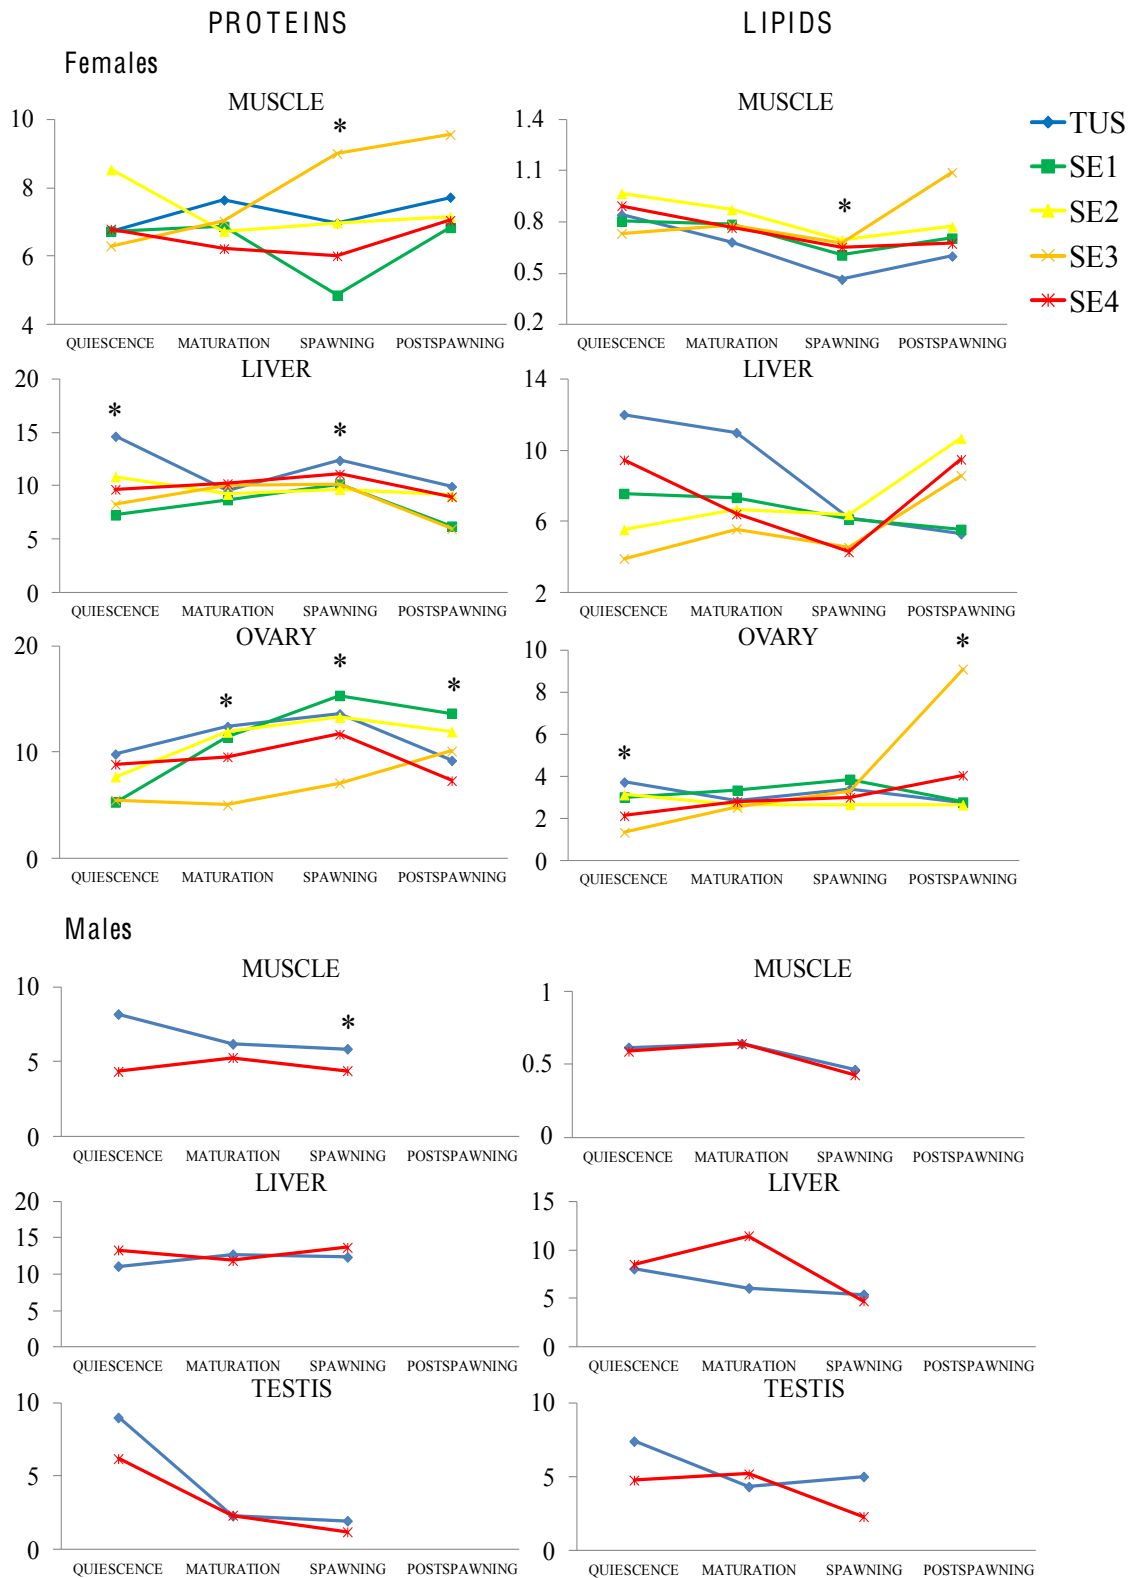 PROTEINS LIPIDS
Females
MUSCLE MUSCLE
10
8
6
4
*
QUIESCENCE MATURATION SPAWNING POSTSPAWNING
1.4
1.1
0.8
0.5
0.2
*
QUIESCENCE MATURATION SPAWNING POSTSPAWNING
TUS
SE1
SE2
SE3
SE4
LIVER LIVER
20
15
10
5
0
* *
QUIESCENCE MATURATION SPAWNING POSTSPAWNING
14
10
6
2
QUIESCENCE MATURATION SPAWNING POSTSPAWNING
OVARY OVARY
20
10
0
* * *
QUIESCENCE MATURATION SPAWNING POSTSPAWNING
10
8
6
4
2
0
* *
QUIESCENCE MATURATION SPAWNING POSTSPAWNING
Males
MUSCLE MUSCLE
10
5
0
*
QUIESCENCE MATURATION SPAWNING POSTSPAWNING
1
0.5
0
QUIESCENCE MATURATION SPAWNING POSTSPAWNING
LIVER LIVER
20
15
10
5
0
QUIESCENCE MATURATION SPAWNING POSTSPAWNING
15
10
5
0
QUIESCENCE MATURATION SPAWNING POSTSPAWNING
TESTIS TESTIS
10
5
0
QUIESCENCE MATURATION SPAWNING POSTSPAWNING
10
5
0
QUIESCENCE MATURATION SPAWNING POSTSPAWNING